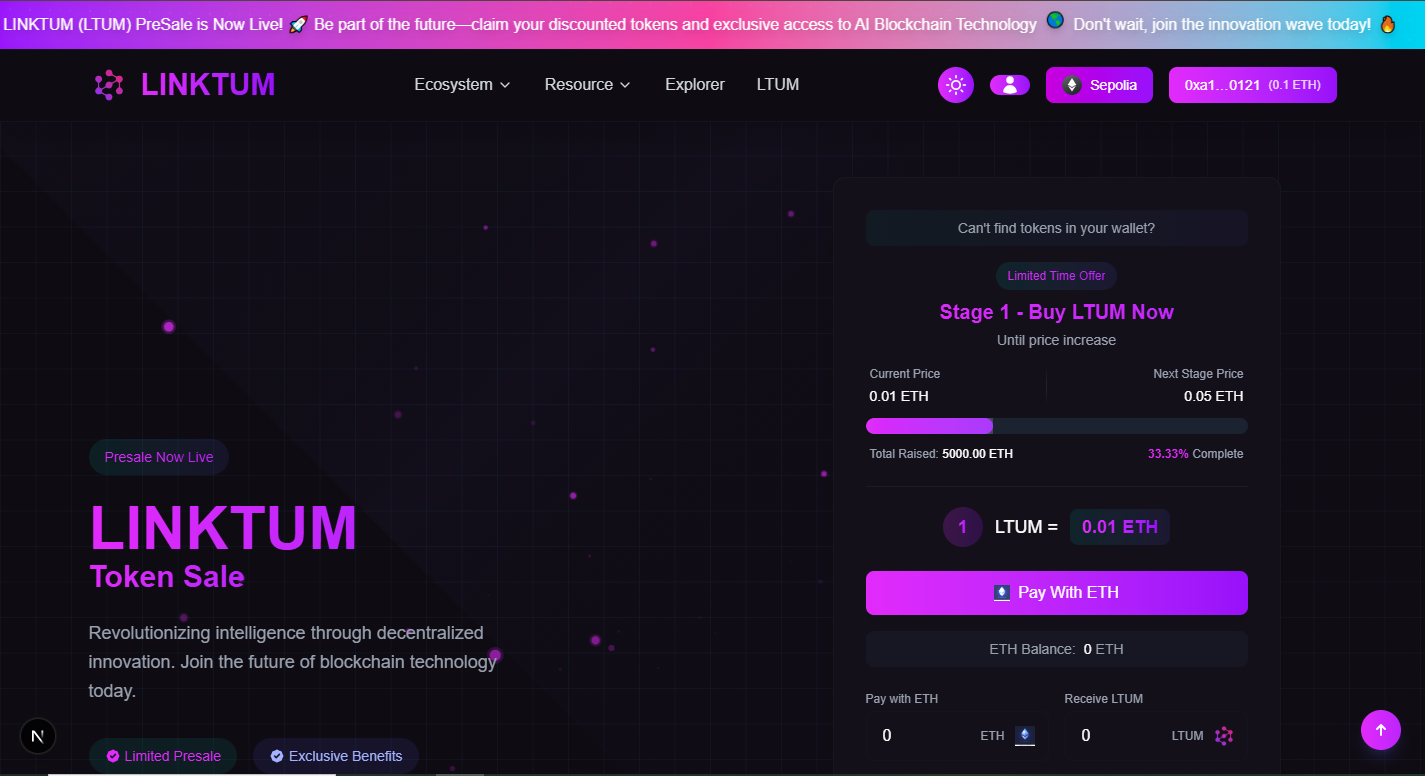 LINKTUM (LTUM) PreSale is Now Live! 🚀 Be part of the future—claim your discounted tokens and exclusive access to AI Blockchain Technology 🌎 Don't wait, join the innovation wave today! 🔥
LINKTUM
Ecosystem
Resource
Explorer
LTUM
Sepolia
0xa1...0121 (0.1 ETH)
Presale Now Live
LINKTUM
Token Sale
Revolutionizing intelligence through decentralized
innovation. Join the future of blockchain technology
today.
Limited Presale
Exclusive Benefits
N
Can't find tokens in your wallet?
Limited Time Offer
Stage 1 - Buy LTUM Now
Until price increase
Current Price
Next Stage Price
0.01 ETH
0.05 ETH
Total Raised: 5000.00 ETH
33.33% Complete
1 LTUM = 0.01 ETH
Pay With ETH
ETH Balance: 0 ETH
Pay with ETH
Receive LTUM
0 ETH
0 LTUM